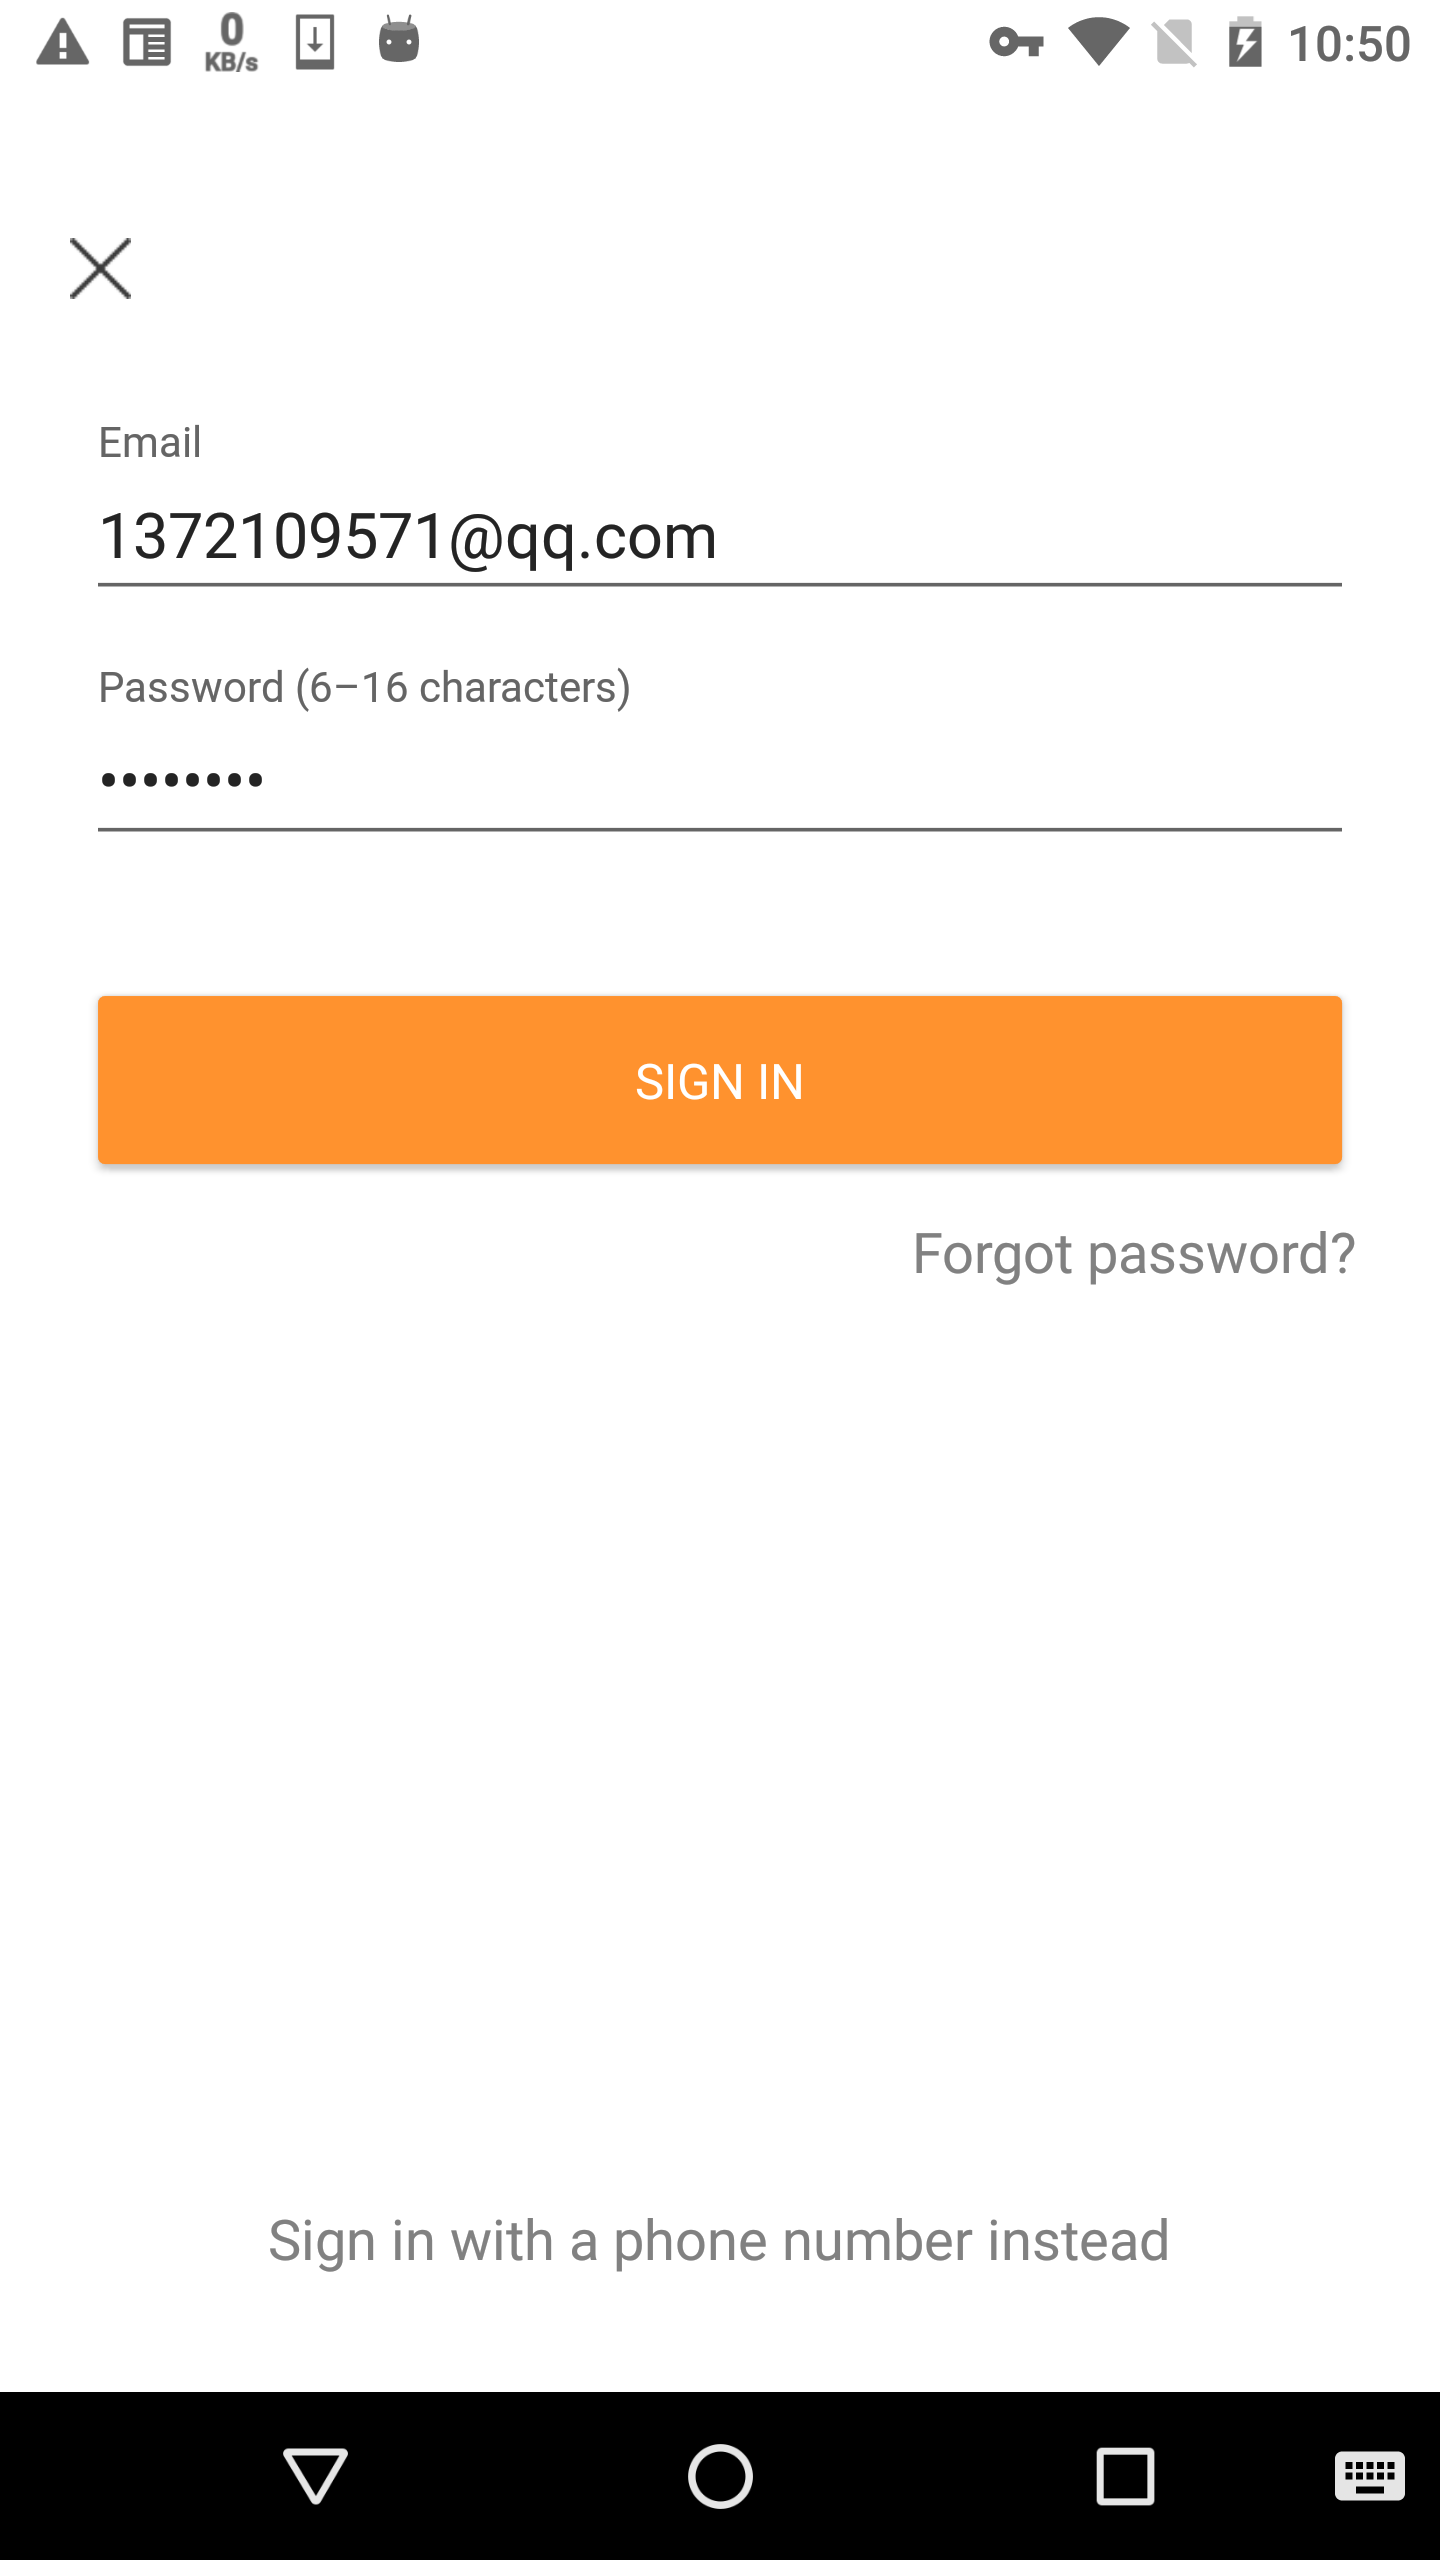 0
KB/s
10:50
Email
1372109571@qq.com
Password (6–16 characters)
••••••••
SIGN IN
Forgot password?
Sign in with a phone number instead